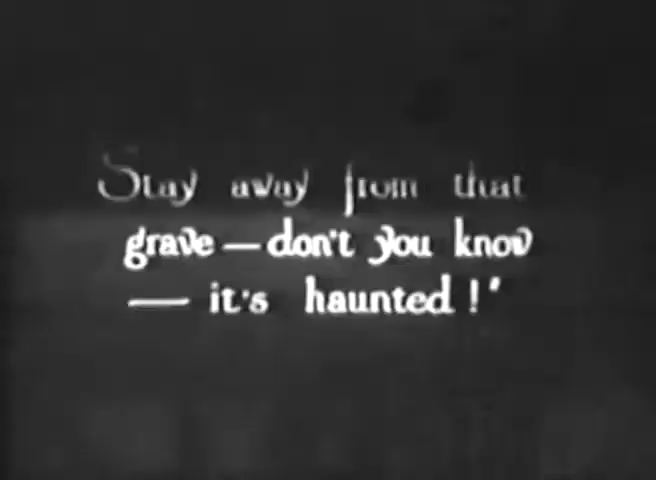 Stay away from that
grave — don't you know
— it's haunted!"